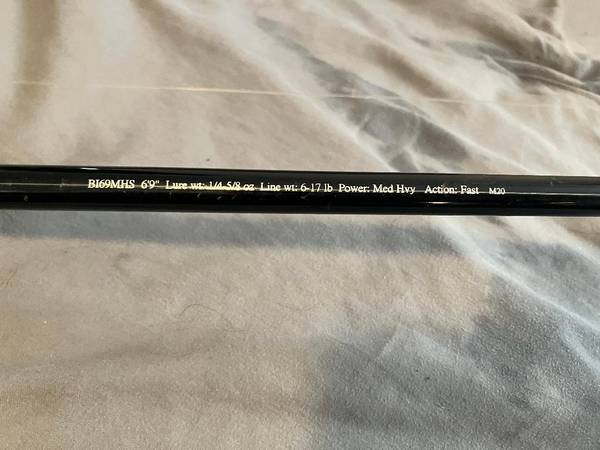 BI69MHS 6'9" Lure wt: 1/4-5/8 oz Line wt: 6-17 lb Power: Med Hvy Action: Fast M20